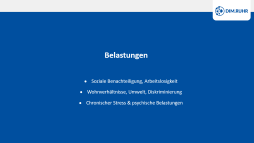 DIM.RUHR
Belastungen
● Soziale Benachteiligung, Arbeitslosigkeit
● Wohnverhältnisse, Umwelt, Diskriminierung
● Chronischer Stress & psychische Belastungen